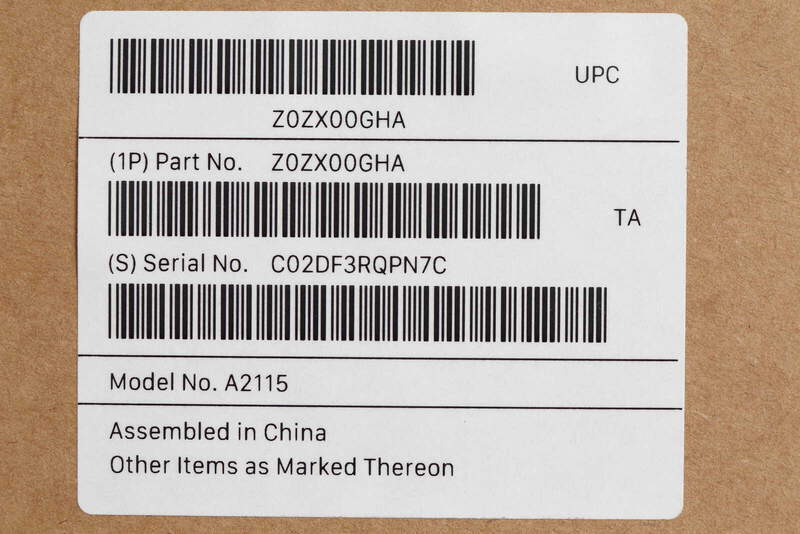 UPC
Z0ZX00GHA
(1P) Part No. Z0ZX00GHA
TA
(S) Serial No. C02DF3RQPN7C
Model No. A2115
Assembled in China
Other Items as Marked Thereon